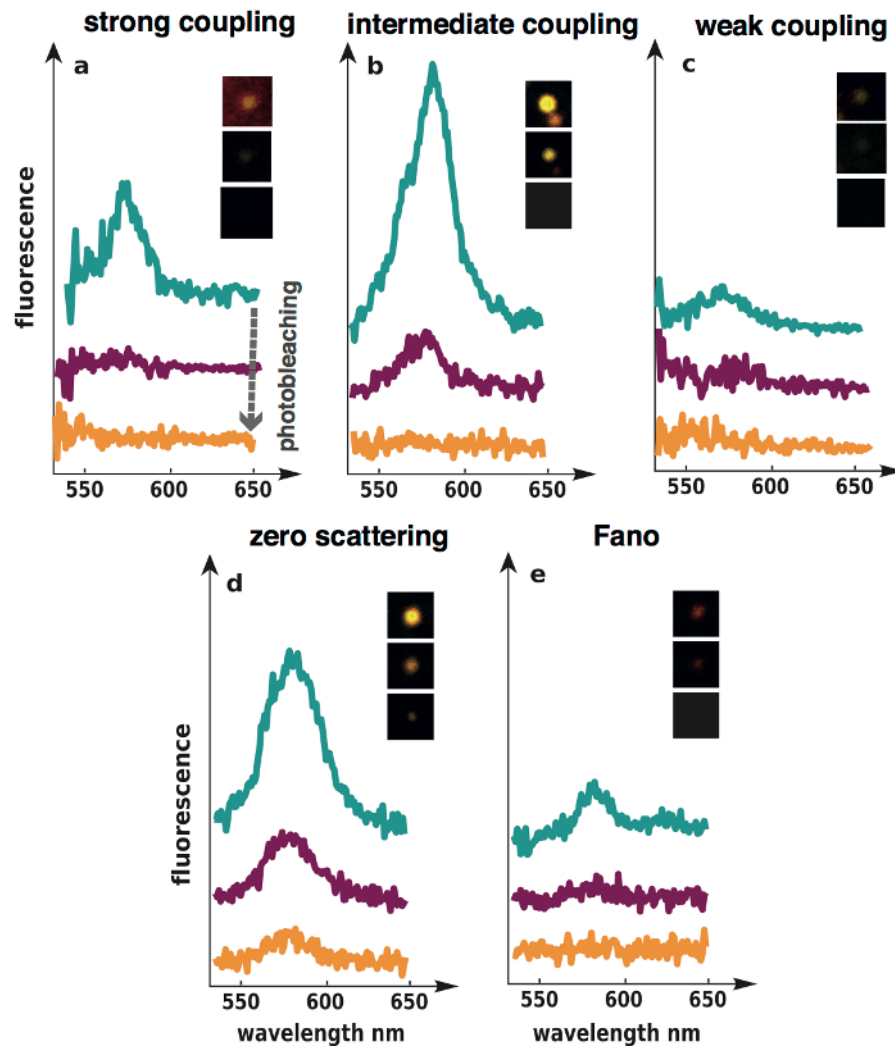 strong coupling
intermediate coupling
weak coupling
a
b
c
fluorescence
photobleaching
550 600 650
550 600 650
550 600 650
zero scattering
Fano
d
e
fluorescence
550 600 650
550 600 650
wavelength nm
wavelength nm